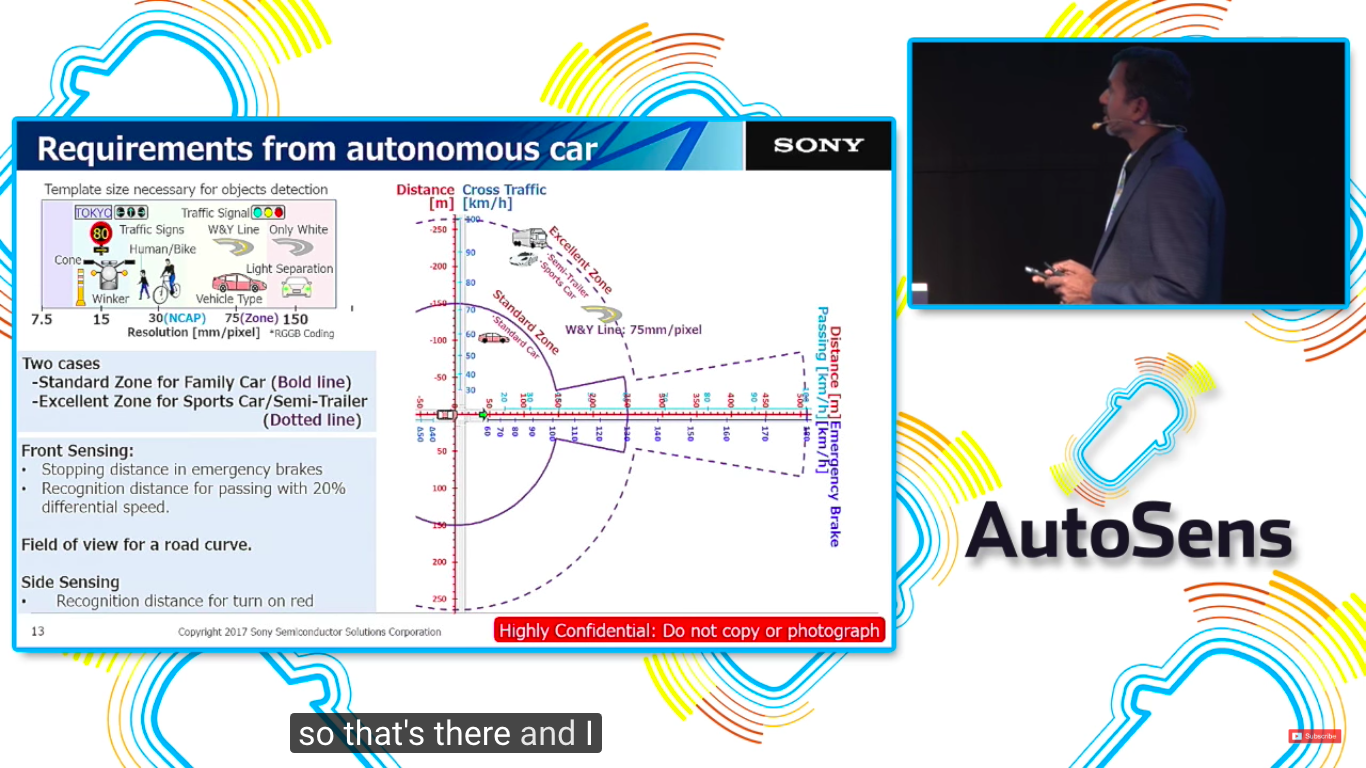 Requirements from autonomous car
SONY
Template size necessary for objects detection
TOKYO
Traffic Signal
80
Traffic Signs
W&Y Line
Only White
Human/Bike
Cone
Light Separation
Winker
Vehicle Type
7.5
15
30(NCAP)
75(Zone)
150
Resolution [mm/pixel]
*RGGB Coding
Two cases
-Standard Zone for Family Car (Bold line)
-Excellent Zone for Sports Car/Semi-Trailer
(Dotted line)
Front Sensing:
• Stopping distance in emergency brakes
• Recognition distance for passing with 20%
differential speed.
Field of view for a road curve.
Side Sensing
• Recognition distance for turn on red
Distance
[m]
Cross Traffic
[km/h]
-250
-200
-150
-100
-50
50
100
150
200
250
100
90
80
70
60
50
40
30
Excellent Zone
·Semi-Trailer
·Sports Car
Standard Zone
·Standard Car
W&Y Line: 75mm/pixel
-50
50
100
150
200
300
350
400
450
500
20
30
80
60
70
80
90
100
110
120
130
140
150
160
170
180
Passing [km/h]
Distance [m]
Emergency Brake
[km/h]
13
Copyright 2017 Sony Semiconductor Solutions Corporation
Highly Confidential: Do not copy or photograph
AutoSens
so that's there and I
Subscribe